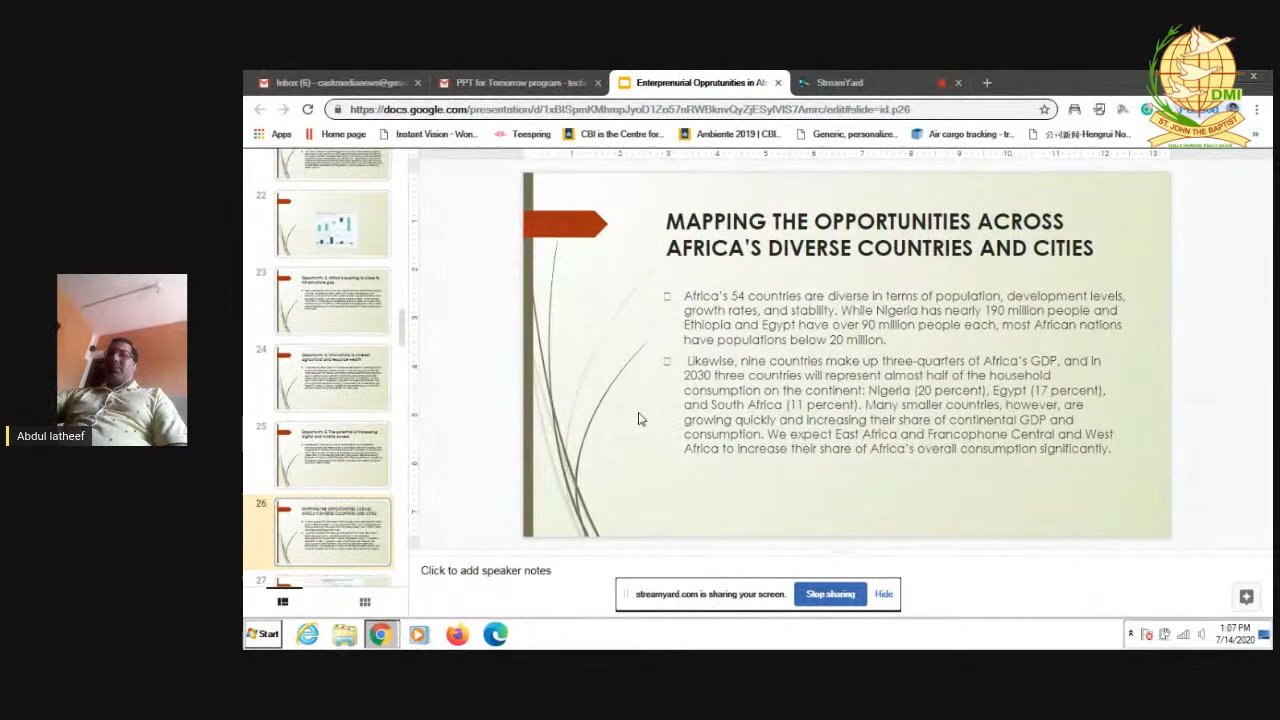 DMI
ST. JOHN THE BAPTIST
Inbox (6) - caskmedianews@gma
PPT for Tomorrow program - tech
Enterprenurial Opprutunities in Af
StreamYard
https://docs.google.com/presentation/d/
Apps
Home page
Instant Vision - Won...
Teespring
CBI is the Centre for...
Ambiente 2019 | CBI...
Generic, personalize...
Air cargo tracking - tr...
22
23
24
25
26
MAPPING THE OPPORTUNITIES ACROSS
AFRICA'S DIVERSE COUNTRIES AND CITIES
27
MAPPING THE OPPORTUNITIES ACROSS
AFRICA'S DIVERSE COUNTRIES AND CITIES
Africa's 54 countries are diverse in terms of population, development levels,
growth rates, and stability. While Nigeria has nearly 190 million people and
Ethiopia and Egypt have over 90 million people each, most African nations
have populations below 20 million.
Likewise, nine countries make up three-quarters of Africa's GDP, and in
2030 three countries will represent almost half of the household
consumption on the continent: Nigeria (20 percent), Egypt (17 percent),
and South Africa (11 percent). Many smaller countries, however, are
growing quickly and increasing their share of continental GDP and
consumption. We expect East Africa and Francophone Central and West
Africa to increase their share of Africa's overall consumption significantly.
Click to add speaker notes
streamyard.com is sharing your screen.
Stop sharing
Hide
Start
1:07 PM
7/14/2020
Abdul latheef